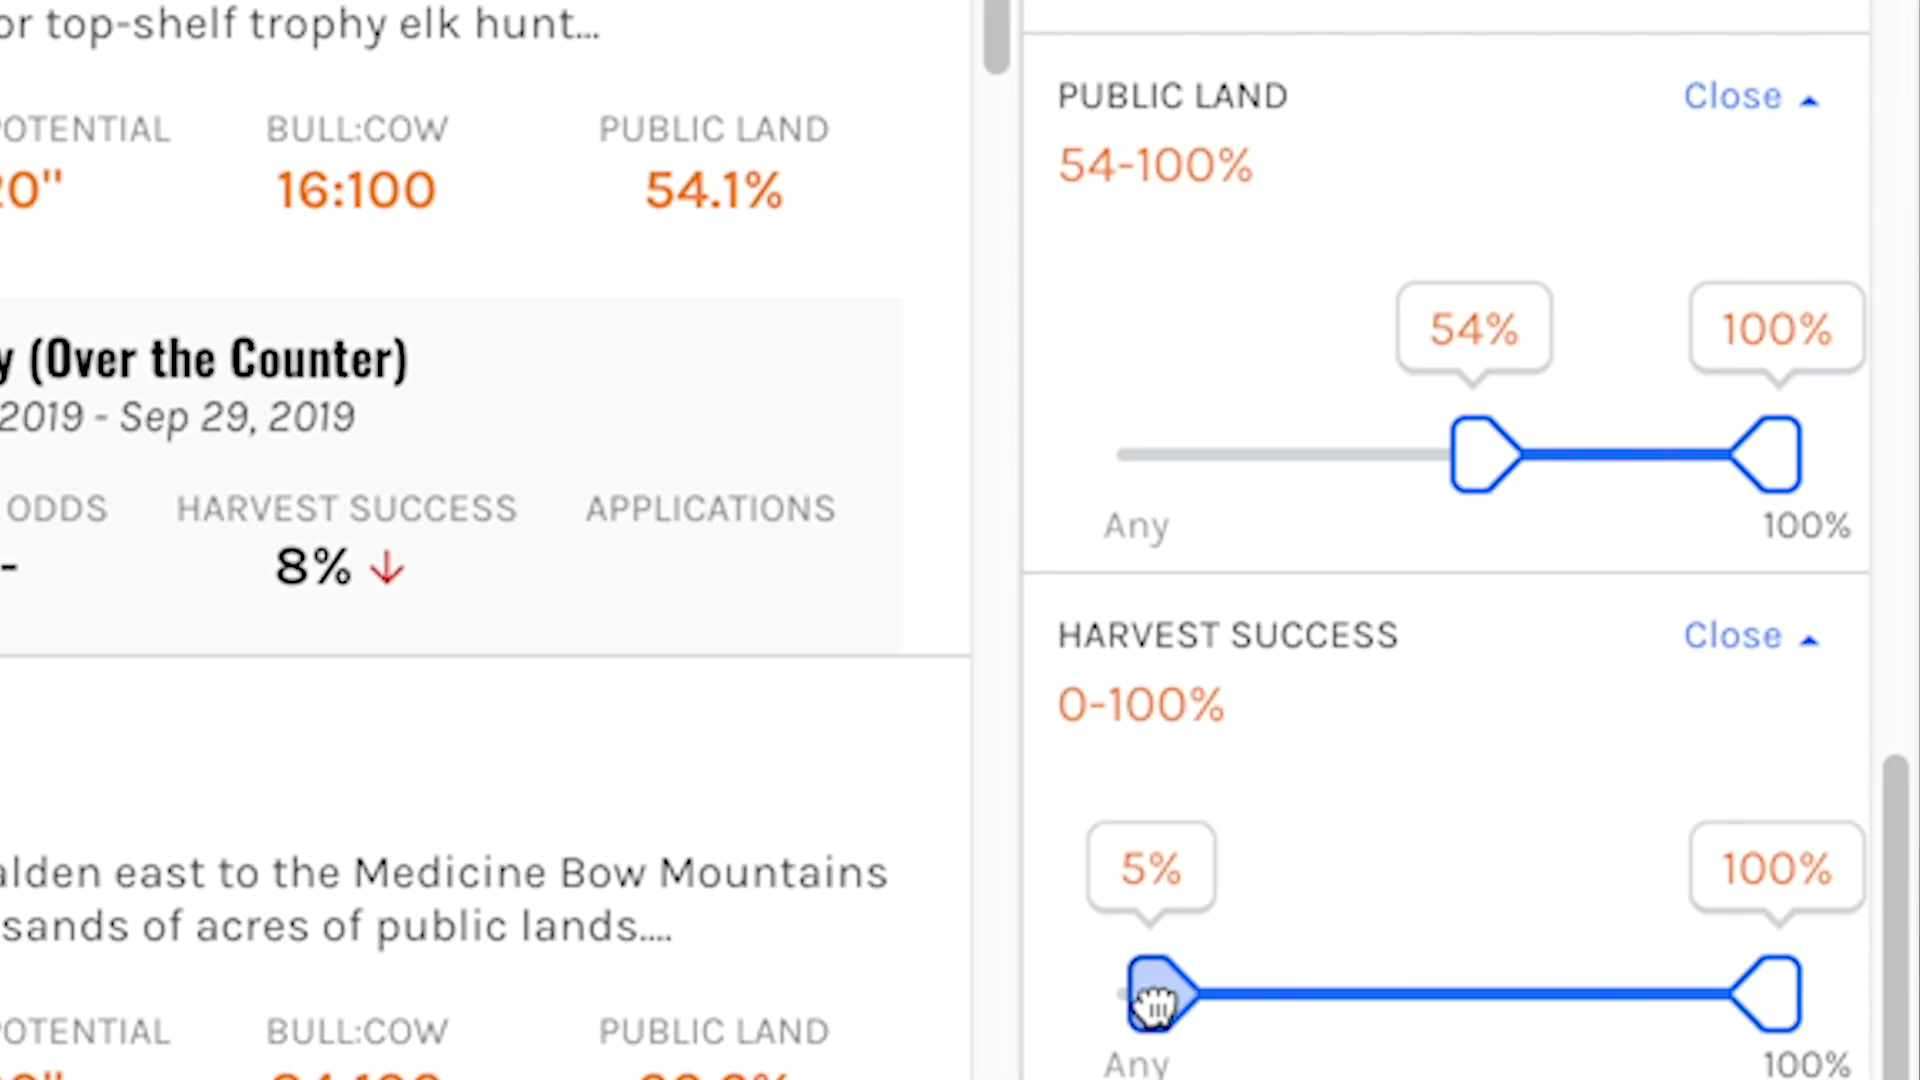 or top-shelf trophy elk hunt...
POTENTIAL BULL:COW PUBLIC LAND
20" 16:100 54.1%
y (Over the Counter)
2019 - Sep 29, 2019
ODDS HARVEST SUCCESS APPLICATIONS
- 8%
alden east to the Medicine Bow Mountains
sands of acres of public lands....
POTENTIAL BULL:COW PUBLIC LAND
PUBLIC LAND Close
54-100%
54% 100%
Any 100%
HARVEST SUCCESS Close
0-100%
5% 100%
Any 100%